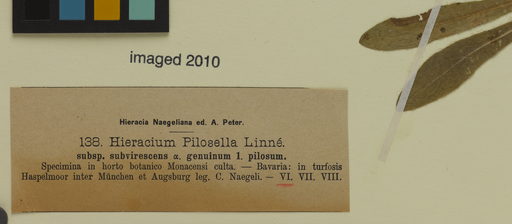 imaged 2010
Hieracia Naegeliana ed. A. Peter.
138. Hieracium Pilosella Linné.
subsp. subvirescens α. genuinum 1. pilosum.
Specimina in horto botanico Monacensi culta. — Bavaria: in turfosis
Haspelmoor inter München et Augsburg leg. C. Naegeli. — VI. VII. VIII.